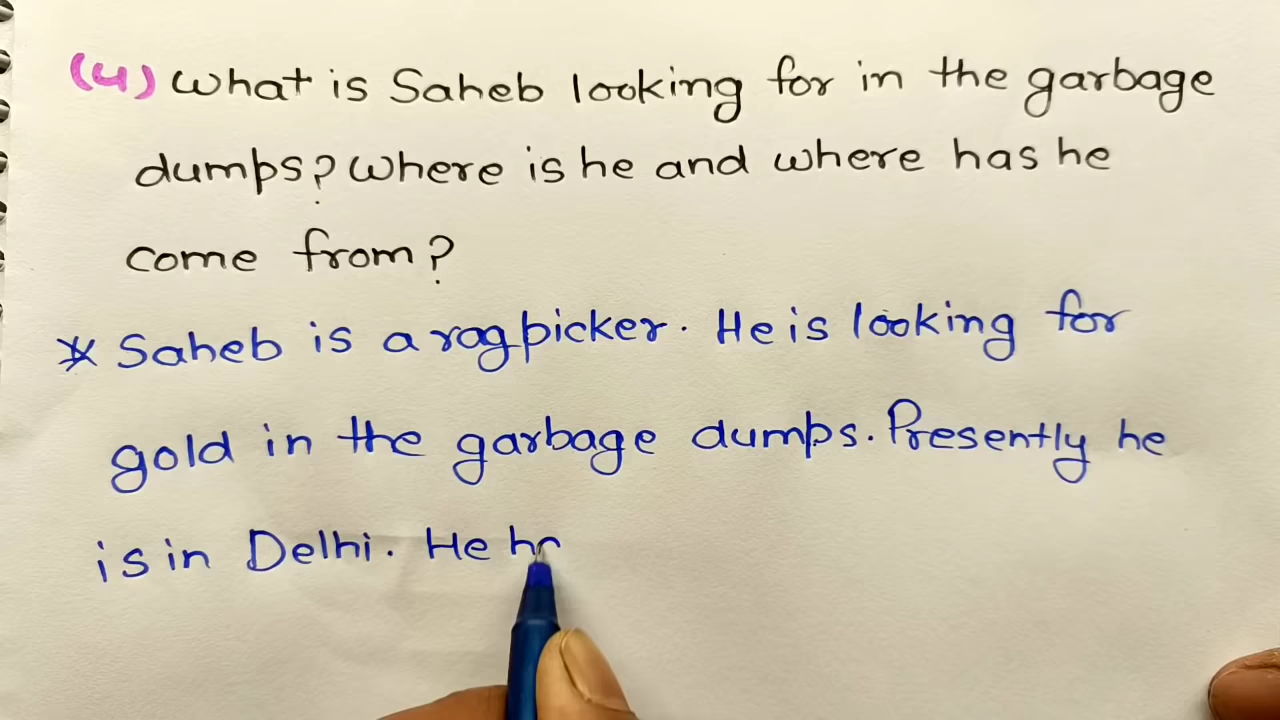 (4) What is Saheb looking for in the garbage
dumps? Where is he and where has he
come from?
* Saheb is a ragpicker. He is looking for
gold in the garbage dumps. Presently he
is in Delhi. He